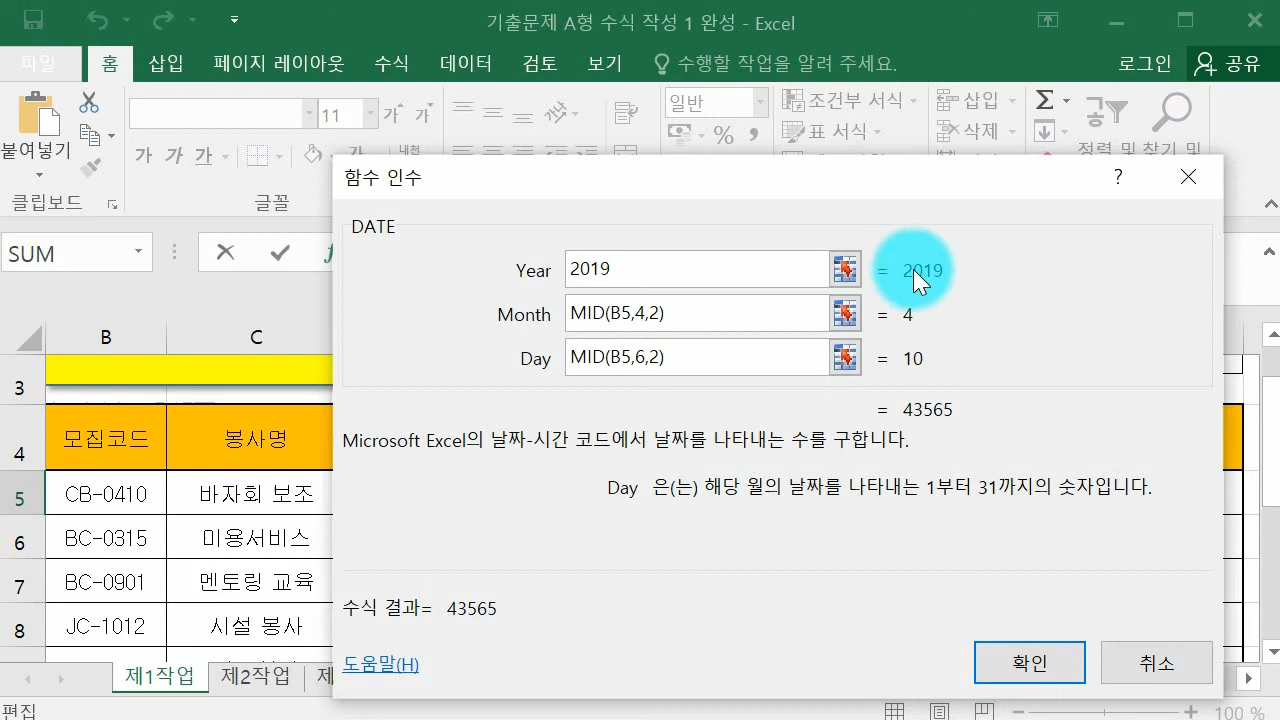 기출문제 A형 수식 작성 1 완성 - Excel
파일 홈 삽입 페이지 레이아웃 수식 데이터 검토 보기 수행할 작업을 알려 주세요. 로그인 공유
붙여넣기
클립보드
11
가 가
가 가 가
글꼴
일반
%
조건부 서식
표 서식
삽입
삭제
정렬 및 찾기 및
SUM
함수 인수
DATE
Year 2019 = 2019
Month MID(B5,4,2) = 4
Day MID(B5,6,2) = 10
= 43565
Microsoft Excel의 날짜-시간 코드에서 날짜를 나타내는 수를 구합니다.
Day 은(는) 해당 월의 날짜를 나타내는 1부터 31까지의 숫자입니다.
수식 결과= 43565
도움말(H)
확인 취소
B C
3
4 모집코드 봉사명
5 CB-0410 바자회 보조
6 BC-0315 미용서비스
7 BC-0901 멘토링 교육
8 JC-1012 시설 봉사
제1작업 제2작업 제
편집
100 %